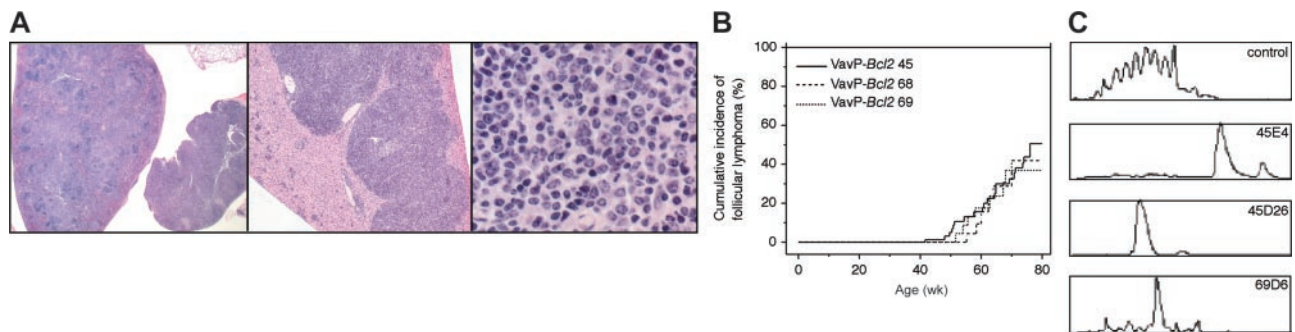 A
B
C
100
80
60
40
20
0
Cumulative incidence of
follicular lymphoma (%)
VavP-Bcl2 45
VavP-Bcl2 68
VavP-Bcl2 69
0 20 40 60 80
Age (wk)
control
45E4
45D26
69D6